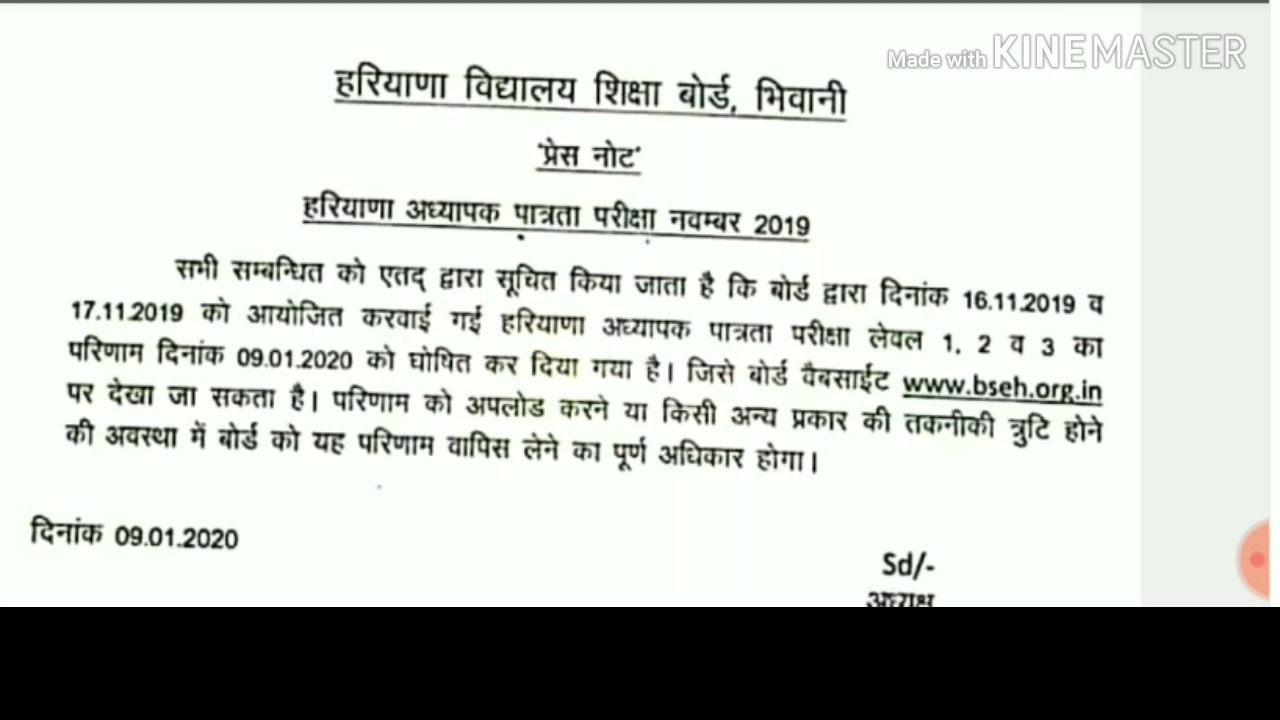 Made with KINEMASTER
हरियाणा विद्यालय शिक्षा बोर्ड, भिवानी
'प्रेस नोट'
हरियाणा अध्यापक पात्रता परीक्षा नवम्बर 2019
सभी सम्बन्धित को एतद् द्वारा सूचित किया जाता है कि बोर्ड द्वारा दिनांक 16.11.2019 व
17.11.2019 को आयोजित करवाई गई हरियाणा अध्यापक पात्रता परीक्षा लेवल 1, 2 व 3 का
परिणाम दिनांक 09.01.2020 को घोषित कर दिया गया है। जिसे बोर्ड वैबसाईट www.bseh.org.in
पर देखा जा सकता है। परिणाम को अपलोड करने या किसी अन्य प्रकार की तकनीकी त्रुटि होने
की अवस्था में बोर्ड को यह परिणाम वापिस लेने का पूर्ण अधिकार होगा।
दिनांक 09.01.2020
Sd/-
अध्यक्ष